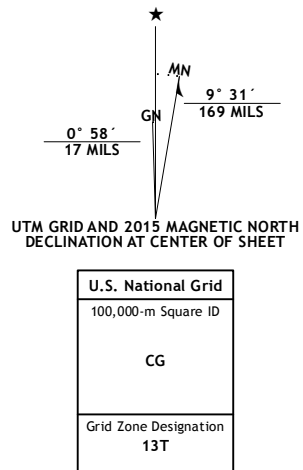 MN
GN
9° 31´
169 MILS
0° 58´
17 MILS
UTM GRID AND 2015 MAGNETIC NORTH
DECLINATION AT CENTER OF SHEET
U.S. National Grid
100,000-m Square ID
CG
Grid Zone Designation
13T